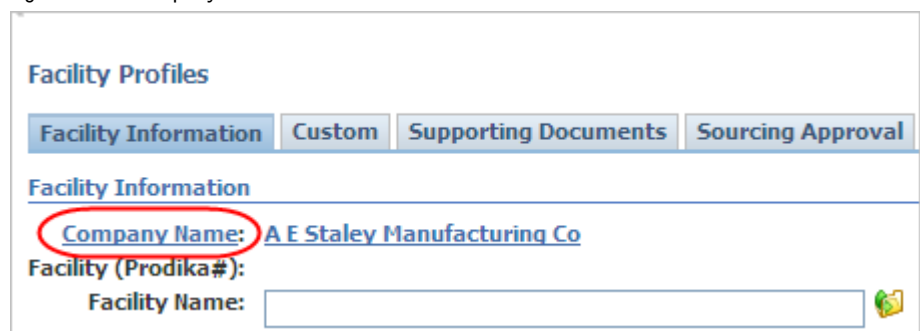 Facility Profiles
Facility Information Custom Supporting Documents Sourcing Approval
Facility Information
Company Name: A E Staley Manufacturing Co
Facility (Prodika#):
Facility Name: